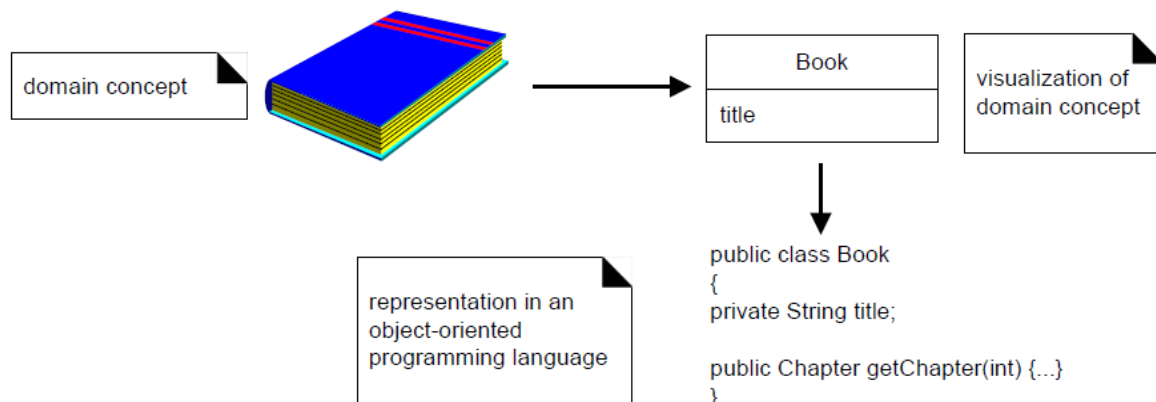 domain concept
Book
title
visualization of
domain concept
representation in an
object-oriented
programming language
public class Book
{
private String title;
public Chapter getChapter(int) {...}
}